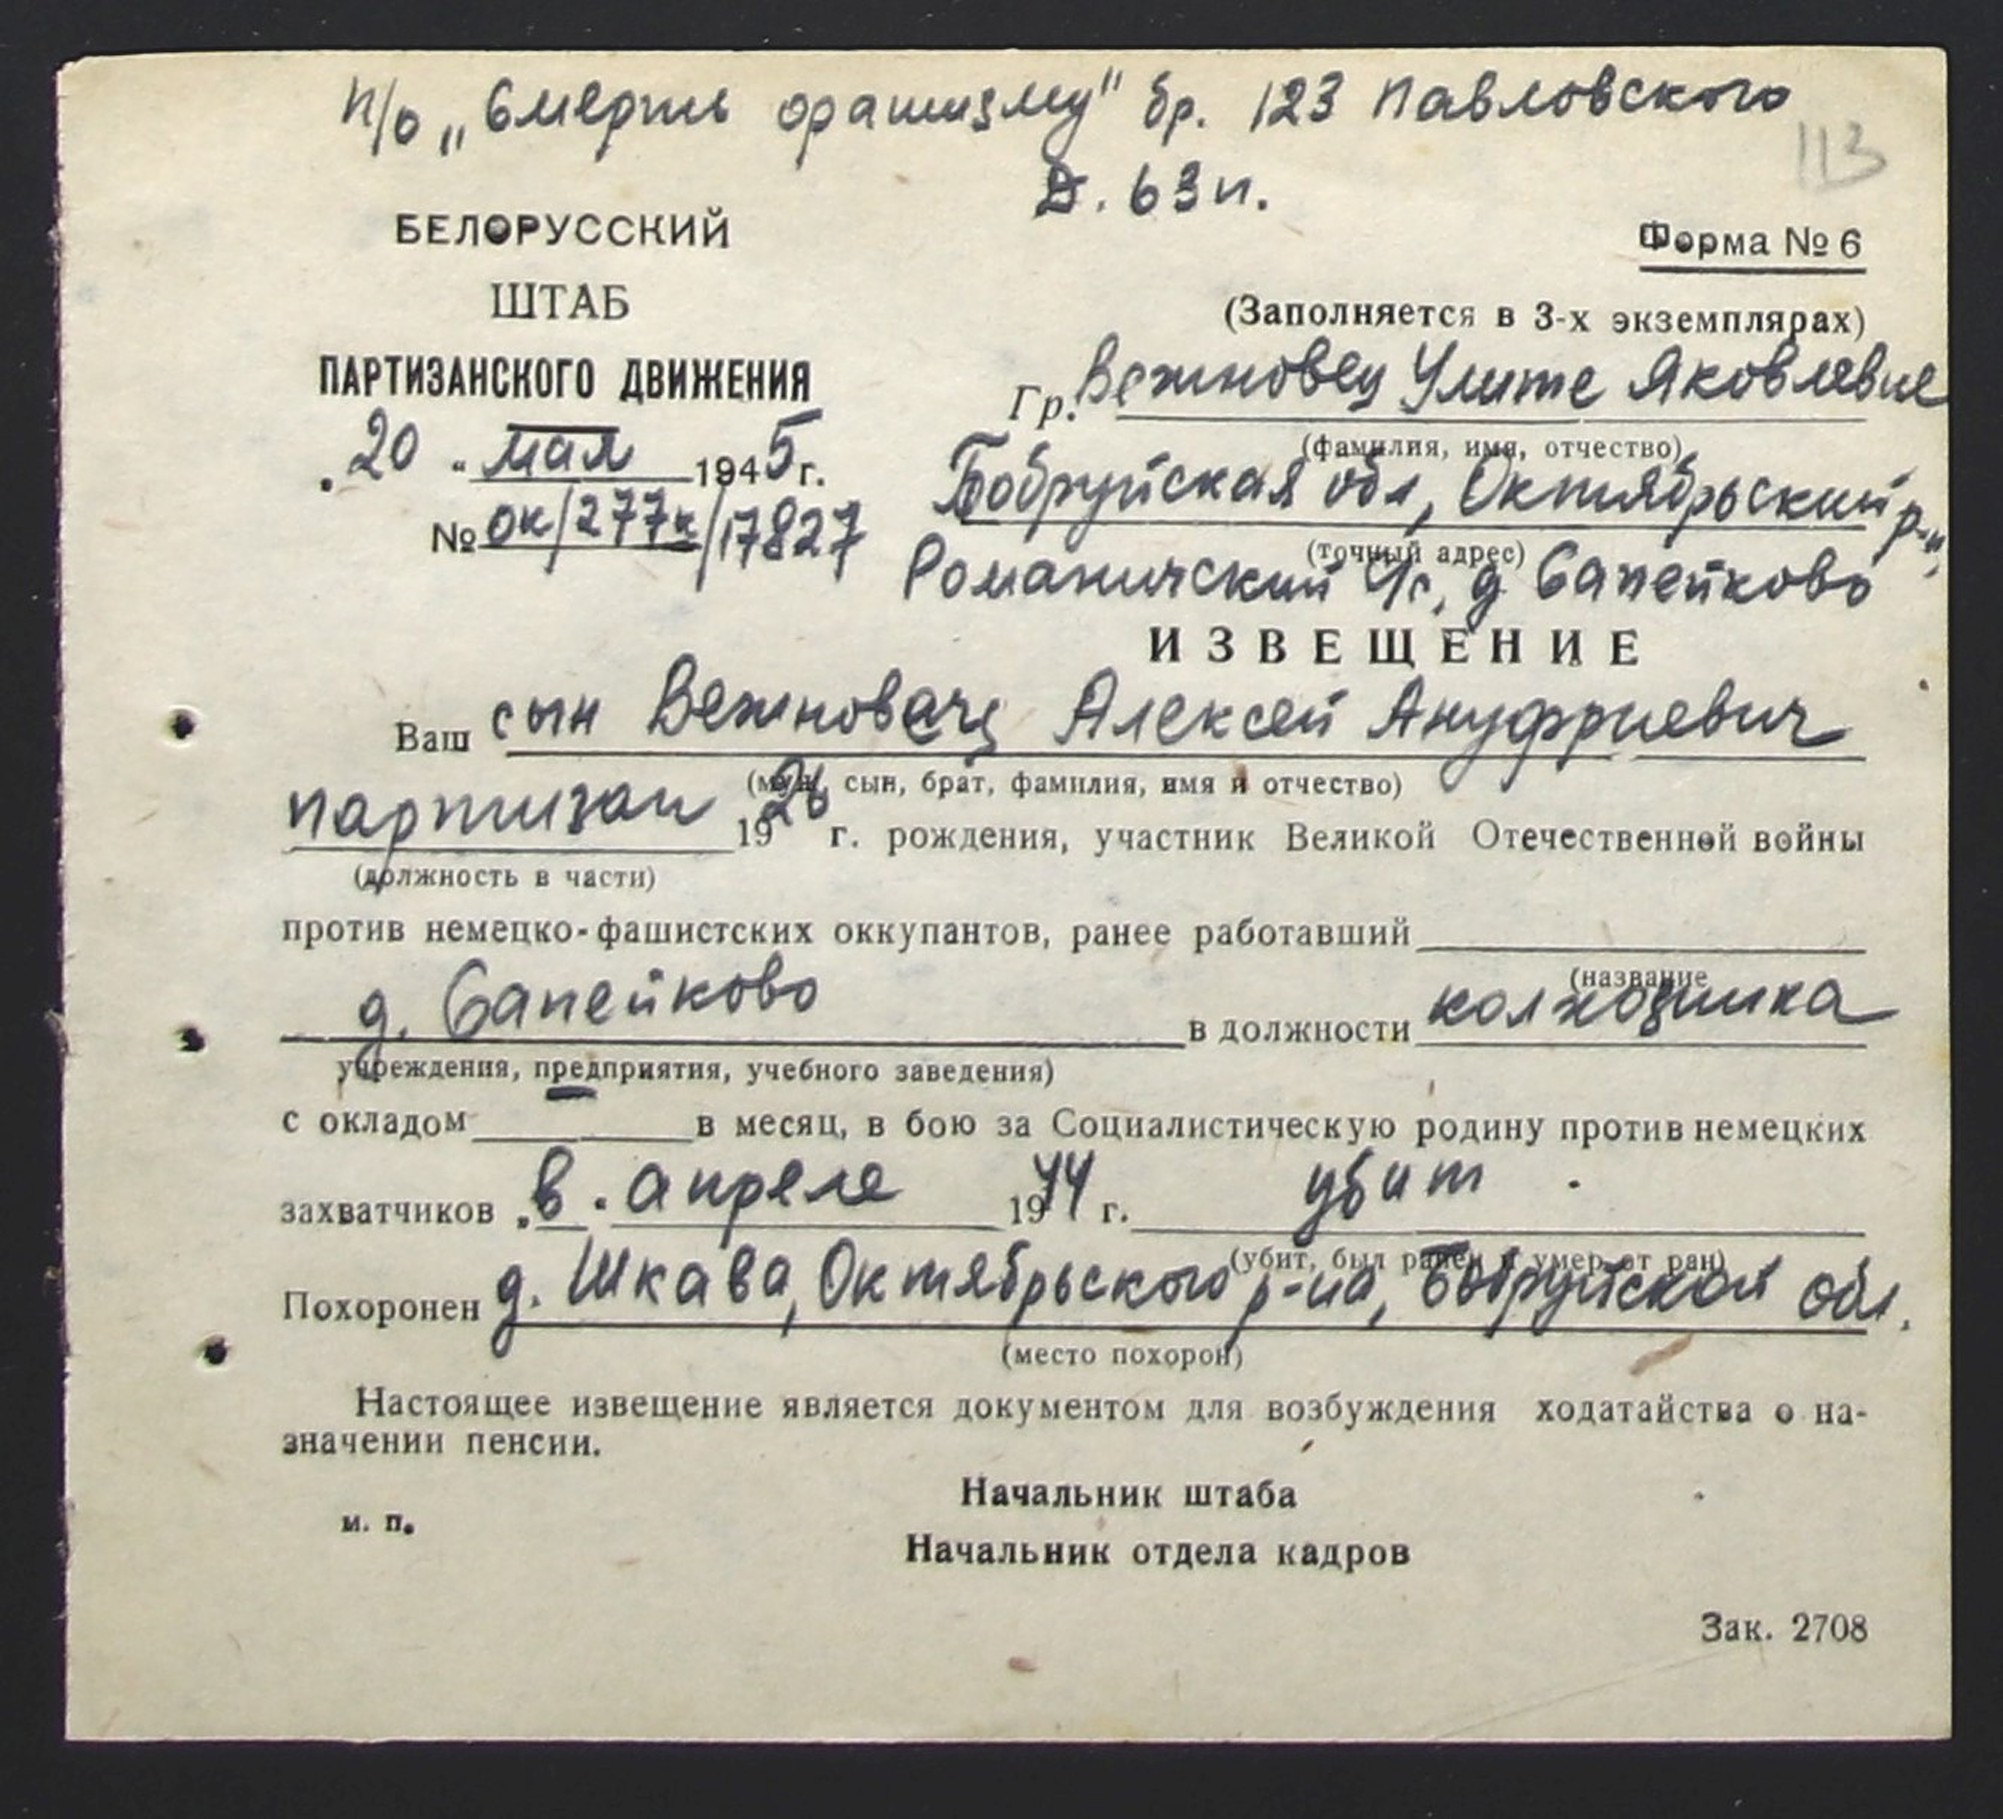 п/о „Смерть фашизму" бр. 123 Павловского
113
Д. 63 п.
БЕЛОРУССКИЙ
ШТАБ
ПАРТИЗАНСКОГО ДВИЖЕНИЯ
„20" мая 1945 г.
№ ок/277к/17827
Форма № 6
(Заполняется в 3-х экземплярах)
Гр. Вежновец Улите Яковлевне
(фамилия, имя, отчество)
Бобруйская обл, Октябрьский р-н,
(точный адрес)
Романичский с/с, д Сапейково
ИЗВЕЩЕНИЕ
Ваш сын Вежновец Алексей Ануфриевич
(муж, сын, брат, фамилия, имя и отчество)
партизан 1926 г. рождения, участник Великой Отечественной войны
(должность в части)
против немецко-фашистских оккупантов, ранее работавший
(название
д. Сапейково в должности колхозника
учреждения, предприятия, учебного заведения)
с окладом в месяц, в бою за Социалистическую родину против немецких
захватчиков „в" апреле 1944 г. убит.
(убит, был ранен и умер от ран)
Похоронен д. Шкава, Октябрьского р-на, Бобруйской обл.
(место похорон)
Настоящее извещение является документом для возбуждения ходатайства о на-
значении пенсии.
Начальник штаба
м. п.
Начальник отдела кадров
Зак. 2708